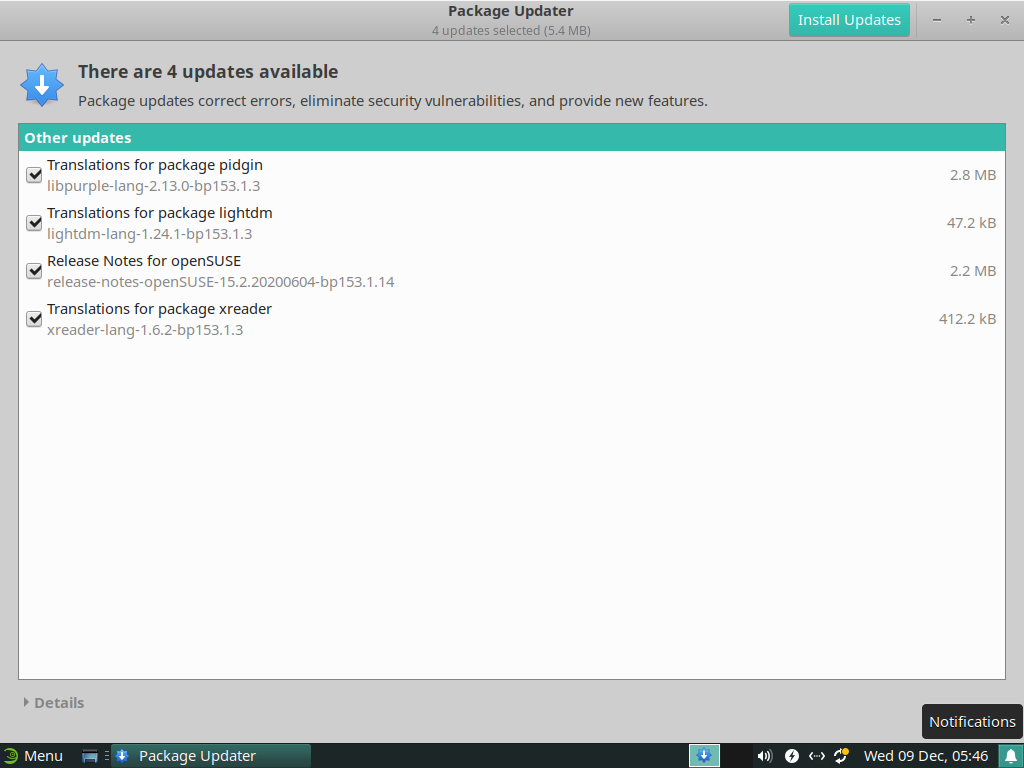 Package Updater
4 updates selected (5.4 MB)
Install Updates
There are 4 updates available
Package updates correct errors, eliminate security vulnerabilities, and provide new features.
Other updates
Translations for package pidgin
libpurple-lang-2.13.0-bp153.1.3
2.8 MB
Translations for package lightdm
lightdm-lang-1.24.1-bp153.1.3
47.2 kB
Release Notes for openSUSE
release-notes-openSUSE-15.2.20200604-bp153.1.14
2.2 MB
Translations for package xreader
xreader-lang-1.6.2-bp153.1.3
412.2 kB
Details
Notifications
Menu
Package Updater
Wed 09 Dec, 05:46